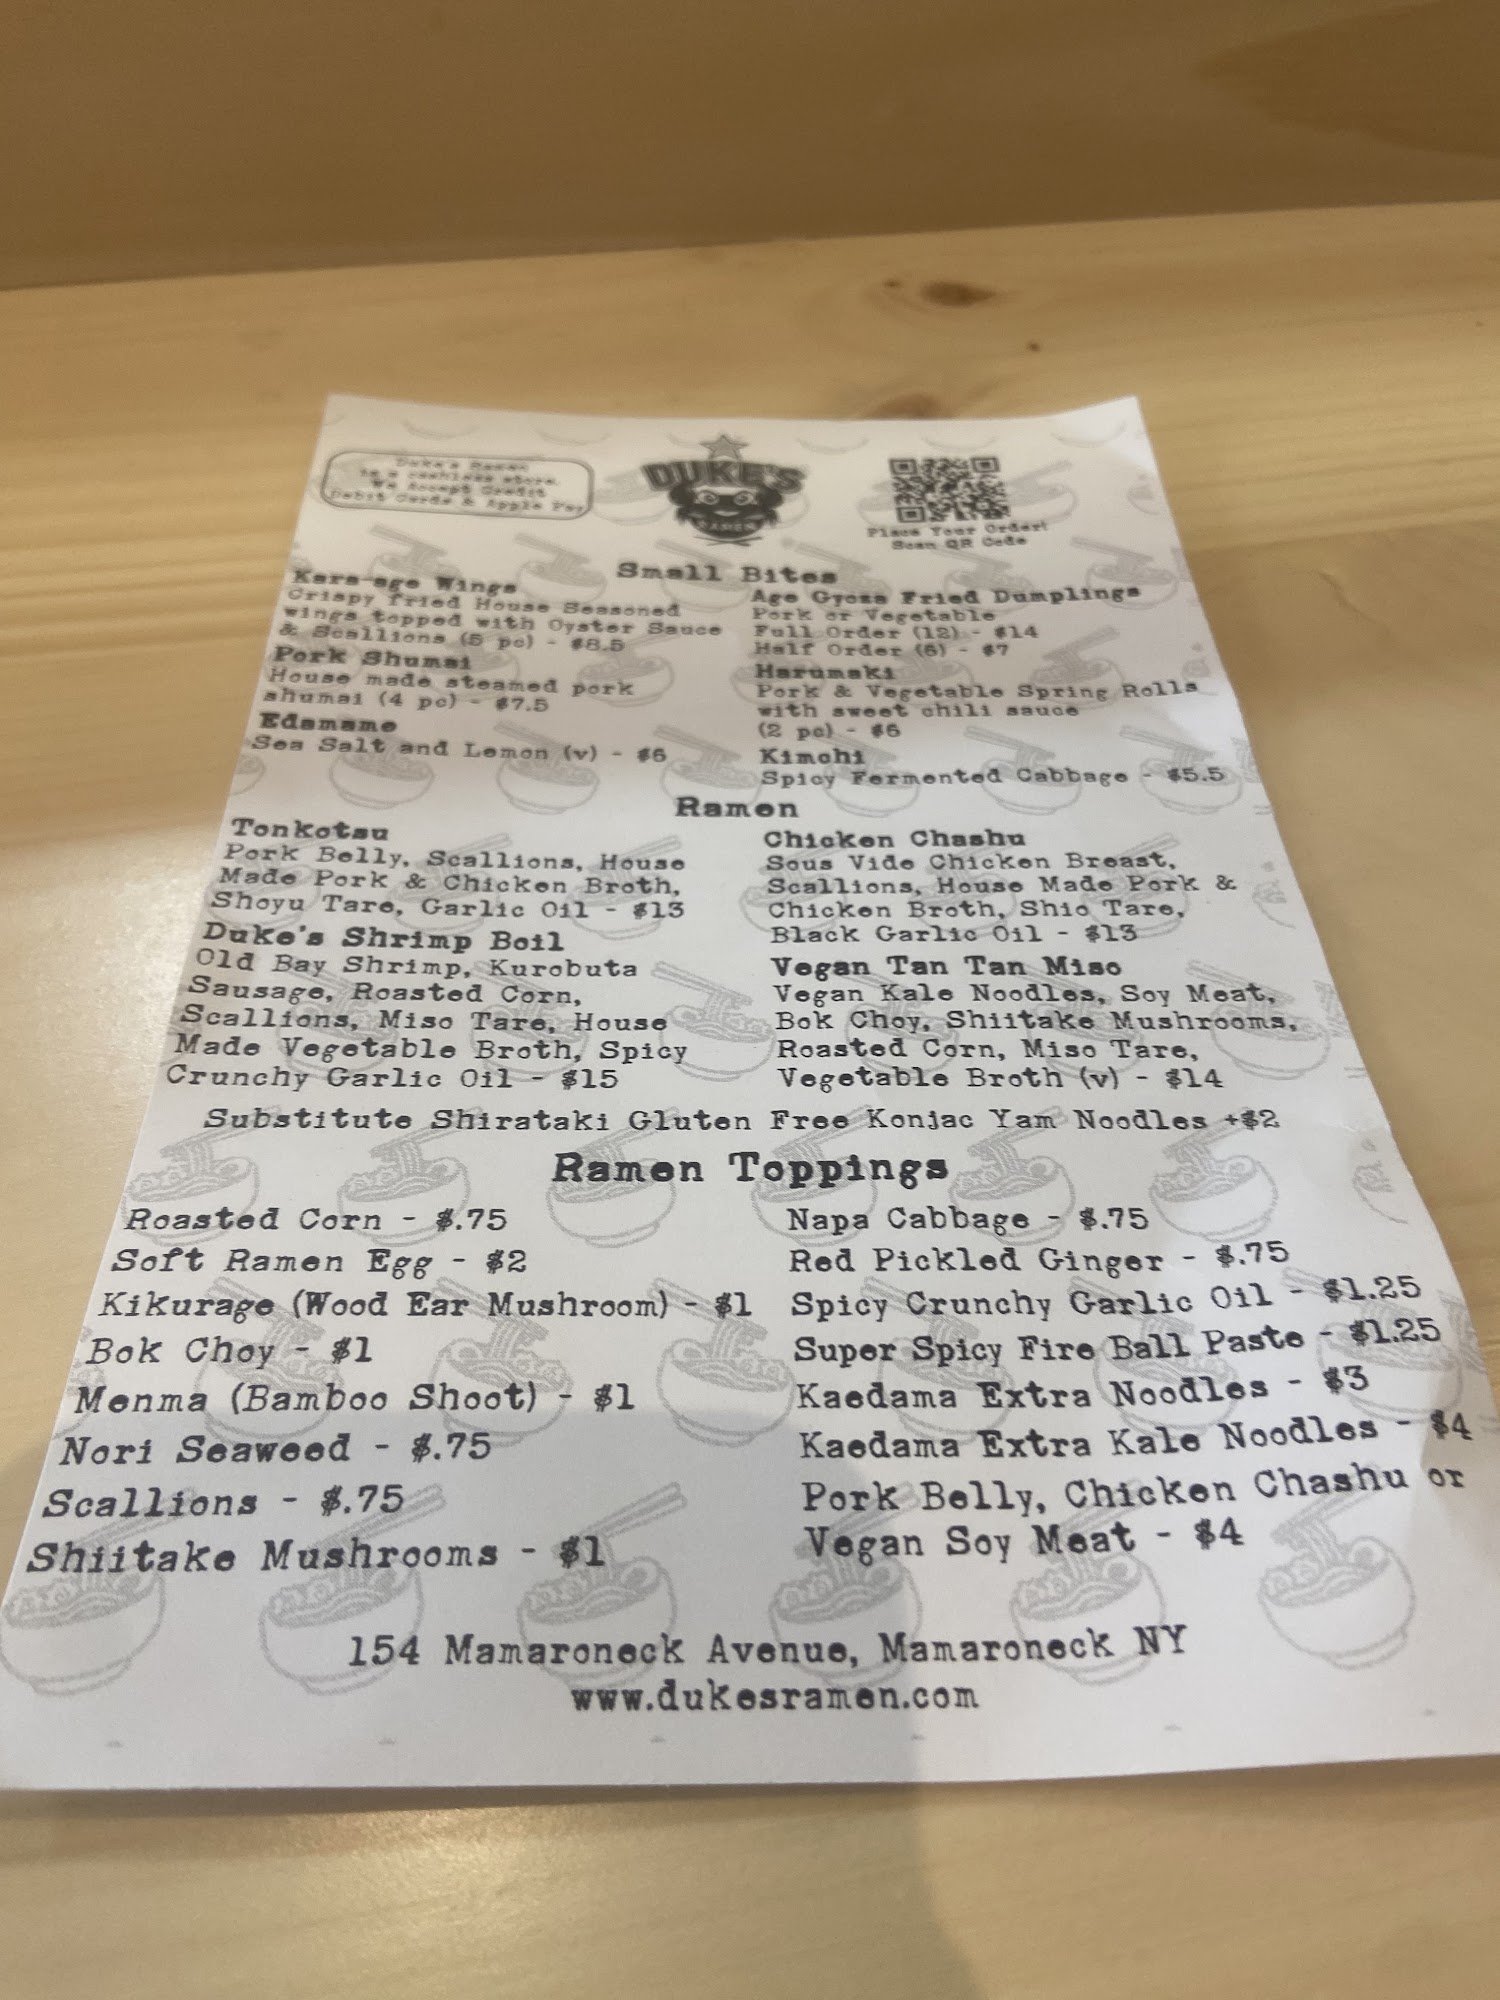 Duke's Ramen
is a cashless store.
We Accept Credit
Debit Cards & Apple Pay
DUKE'S
RAMEN
Place Your Order!
Scan QR Code
Small Bites
Kara-age Wings
Crispy fried House Seasoned
wings topped with Oyster Sauce
& Scallions (5 pc) - $8.5
Pork Shumai
House made steamed pork
shumai (4 pc) - $7.5
Edamame
Sea Salt and Lemon (v) - $6
Age Gyoza Fried Dumplings
Pork or Vegetable
Full Order (12) - $14
Half Order (6) - $7
Harumaki
Pork & Vegetable Spring Rolls
with sweet chili sauce
(2 pc) - $6
Kimchi
Spicy Fermented Cabbage - $5.5
Ramen
Tonkotsu
Pork Belly, Scallions, House
Made Pork & Chicken Broth,
Shoyu Tare, Garlic Oil - $13
Duke's Shrimp Boil
Old Bay Shrimp, Kurobuta
Sausage, Roasted Corn,
Scallions, Miso Tare, House
Made Vegetable Broth, Spicy
Crunchy Garlic Oil - $15
Chicken Chashu
Sous Vide Chicken Breast,
Scallions, House Made Pork &
Chicken Broth, Shio Tare,
Black Garlic Oil - $13
Vegan Tan Tan Miso
Vegan Kale Noodles, Soy Meat,
Bok Choy, Shiitake Mushrooms,
Roasted Corn, Miso Tare,
Vegetable Broth (v) - $14
Substitute Shirataki Gluten Free Konjac Yam Noodles +$2
Ramen Toppings
Roasted Corn - $.75
Soft Ramen Egg - $2
Kikurage (Wood Ear Mushroom) - $1
Bok Choy - $1
Menma (Bamboo Shoot) - $1
Nori Seaweed - $.75
Scallions - $.75
Shiitake Mushrooms - $1
Napa Cabbage - $.75
Red Pickled Ginger - $.75
Spicy Crunchy Garlic Oil - $1.25
Super Spicy Fire Ball Paste - $1.25
Kaedama Extra Noodles - $3
Kaedama Extra Kale Noodles - $4
Pork Belly, Chicken Chashu or
Vegan Soy Meat - $4
154 Mamaroneck Avenue, Mamaroneck NY
www.dukesramen.com